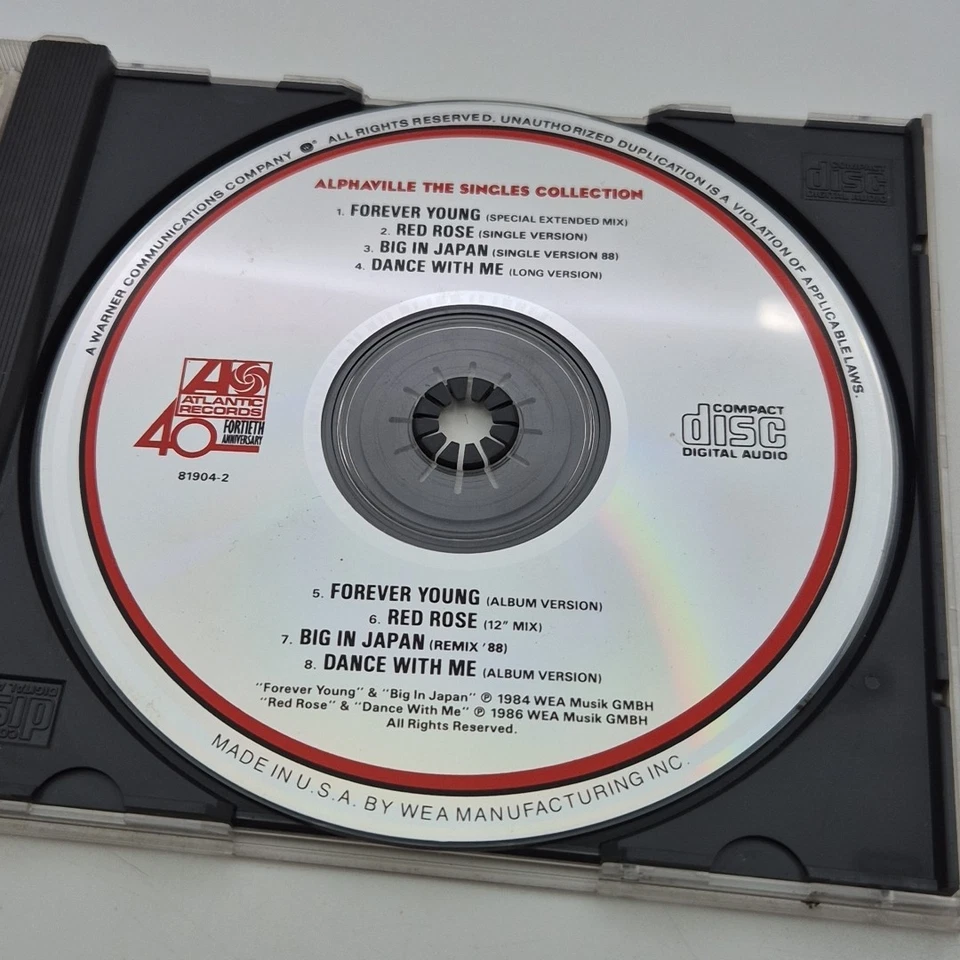 A WARNER COMMUNICATIONS COMPANY ®* ALL RIGHTS RESERVED. UNAUTHORIZED DUPLICATION IS A VIOLATION OF APPLICABLE LAWS.
ALPHAVILLE THE SINGLES COLLECTION
1. FOREVER YOUNG (SPECIAL EXTENDED MIX)
2. RED ROSE (SINGLE VERSION)
3. BIG IN JAPAN (SINGLE VERSION 88)
4. DANCE WITH ME (LONG VERSION)
ATLANTIC
RECORDS
40 FORTIETH
ANNIVERSARY
81904-2
COMPACT
disc
DIGITAL AUDIO
5. FOREVER YOUNG (ALBUM VERSION)
6. RED ROSE (12" MIX)
7. BIG IN JAPAN (REMIX '88)
8. DANCE WITH ME (ALBUM VERSION)
"Forever Young" & "Big In Japan" ℗ 1984 WEA Musik GMBH
"Red Rose" & "Dance With Me" ℗ 1986 WEA Musik GMBH
All Rights Reserved.
MADE IN U.S.A. BY WEA MANUFACTURING INC.
COMPACT
disc
DIGITAL AUDIO